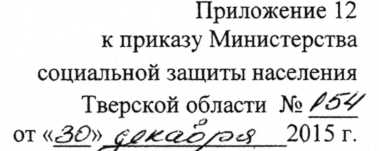 Приложение 12
к приказу Министерства
социальной защиты населения
Тверской области № 154
от «30» декабря 2015 г.